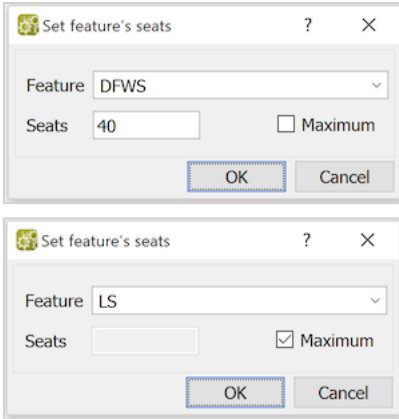 Set feature's seats ?
Feature DFWS
Seats 40 Maximum
OK Cancel
Set feature's seats ?
Feature LS
Seats Maximum
OK Cancel